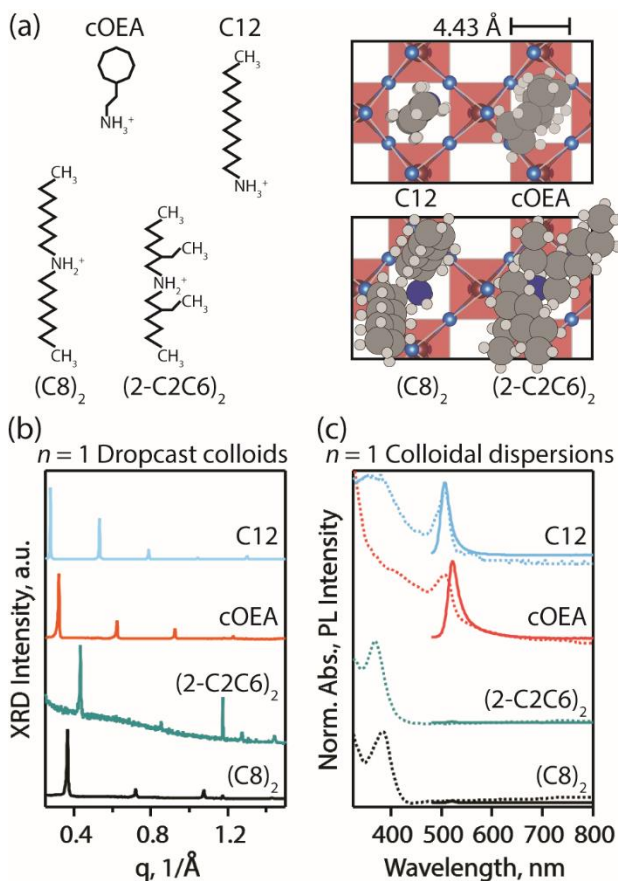 (a)
cOEA
C12
4.43 Å
CH₃
NH₃⁺
NH₃⁺
C12
cOEA
CH₃
CH₃
CH₃
NH₂⁺
NH₂⁺
CH₃
CH₃
CH₃
(C8)₂
(2-C2C6)₂
(C8)₂
(2-C2C6)₂
(b)
n = 1 Dropcast colloids
XRD Intensity, a.u.
C12
cOEA
(2-C2C6)₂
(C8)₂
0.4
0.8
1.2
q, 1/Å
(c)
n = 1 Colloidal dispersions
Norm. Abs., PL Intensity
C12
cOEA
(2-C2C6)₂
(C8)₂
400
500
600
700
800
Wavelength, nm